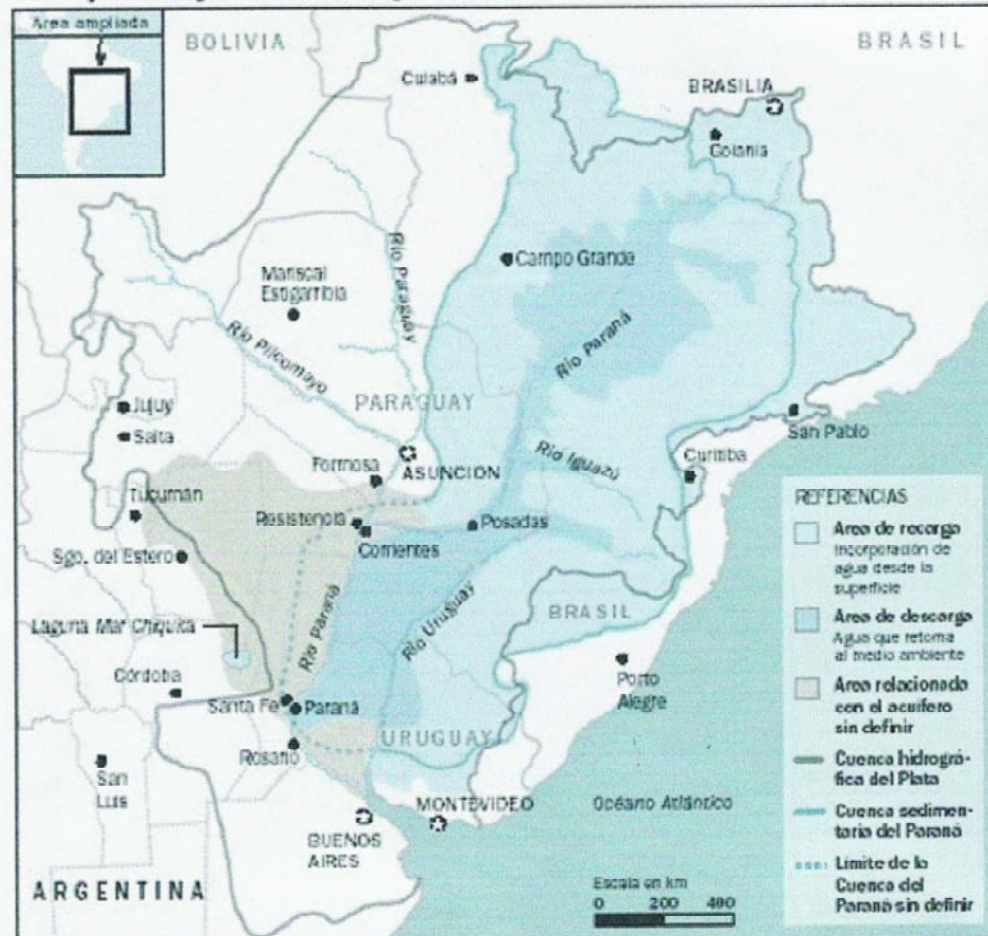 Area ampliada
BOLIVIA
BRASIL
Cuiabá
BRASILIA
Goiania
Campo Grande
Mariscal
Estigarribia
Río Paraguay
Río Pilcomayo
Río Paraná
PARAGUAY
Jujuy
Salta
San Pablo
Curitiba
Río Iguazú
Formosa
ASUNCION
Tucumán
Resistencia
Corrientes
Posadas
Sgo. del Estero
Laguna Mar Chiquita
Río paraná
Río Uruguay
BRASIL
Córdoba
Santa Fe
Paraná
Porto
Alegre
Rosario
URUGUAY
San
Luis
MONTEVIDEO
Océano Atlántico
BUENOS
AIRES
ARGENTINA
Escala en km
0 200 400
REFERENCIAS
Area de recarga
Incorporación de
agua desde la
superficie
Area de descarga
Agua que retorna
al medio ambiente
Area relacionada
con el acuífero
sin definir
Cuenca hidrográ-
fica del Plata
Cuenca sedimen-
taria del Paraná
Límite de la
Cuenca del
Paraná sin definir